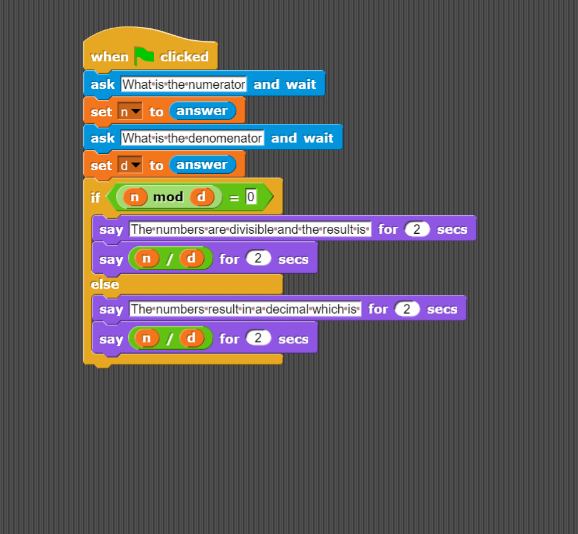 when clicked
ask What is the numerator and wait
set n to answer
ask What is the denomenator and wait
set d to answer
if n mod d = 0
say The numbers are divisible and the result is for 2 secs
say n / d for 2 secs
else
say The numbers result in a decimal which is for 2 secs
say n / d for 2 secs